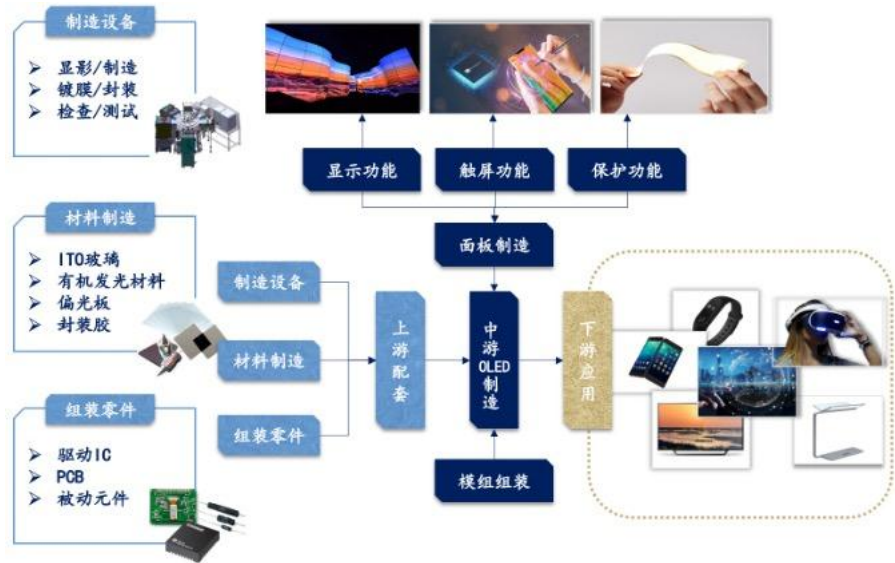 制造设备
显影/制造
镀膜/封装
检查/测试
显示功能
触屏功能
保护功能
材料制造
ITO玻璃
有机发光材料
偏光板
封装胶
面板制造
制造设备
材料制造
组装零件
上游配套
中游OLED制造
下游应用
组装零件
驱动IC
PCB
被动元件
模组组装